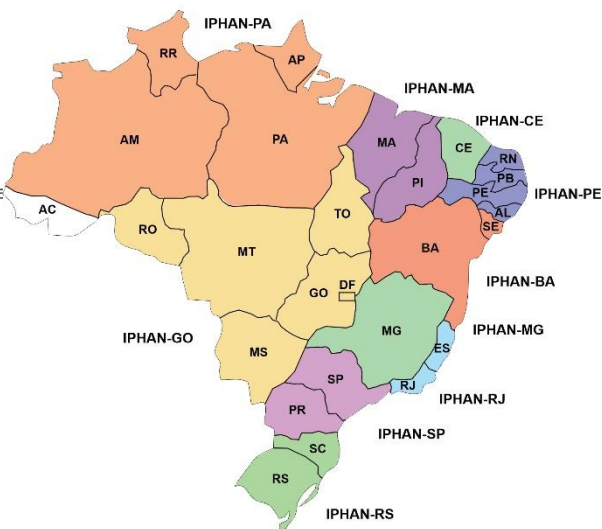 IPHAN-PA
RR
AP
IPHAN-MA
IPHAN-CE
AM
PA
MA
CE
RN
PB
PI
PE
IPHAN-PE
E
AC
AL
TO
SE
RO
MT
BA
GO
DF
IPHAN-BA
IPHAN-GO
MG
IPHAN-MG
ES
MS
SP
RJ
IPHAN-RJ
PR
IPHAN-SP
SC
RS
IPHAN-RS